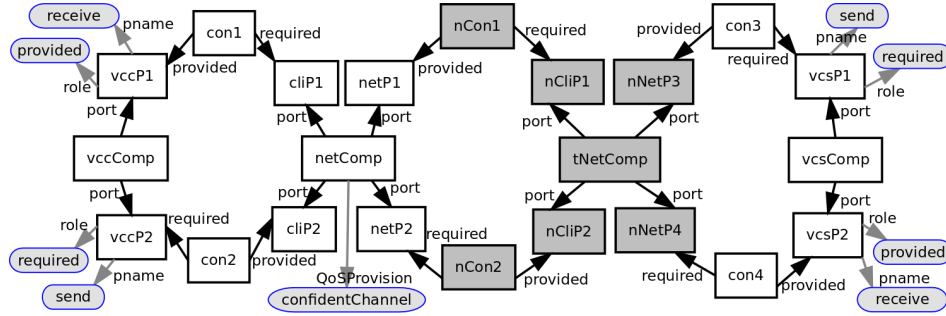 receive
pname
provided
role
con1
required
provided
vccP1
port
cliP1
netP1
port
port
nCon1
provided
required
nCliP1
port
nNetP3
port
provided
con3
required
send
pname
vcsP1
required
role
port
vccComp
netComp
tNetComp
vcsComp
port
port
port
port
port
port
vccP2
required
role
required
pname
send
con2
provided
cliP2
netP2
required
QoSProvision
confidentChannel
nCon2
provided
nCliP2
nNetP4
required
con4
provided
vcsP2
role
provided
pname
receive